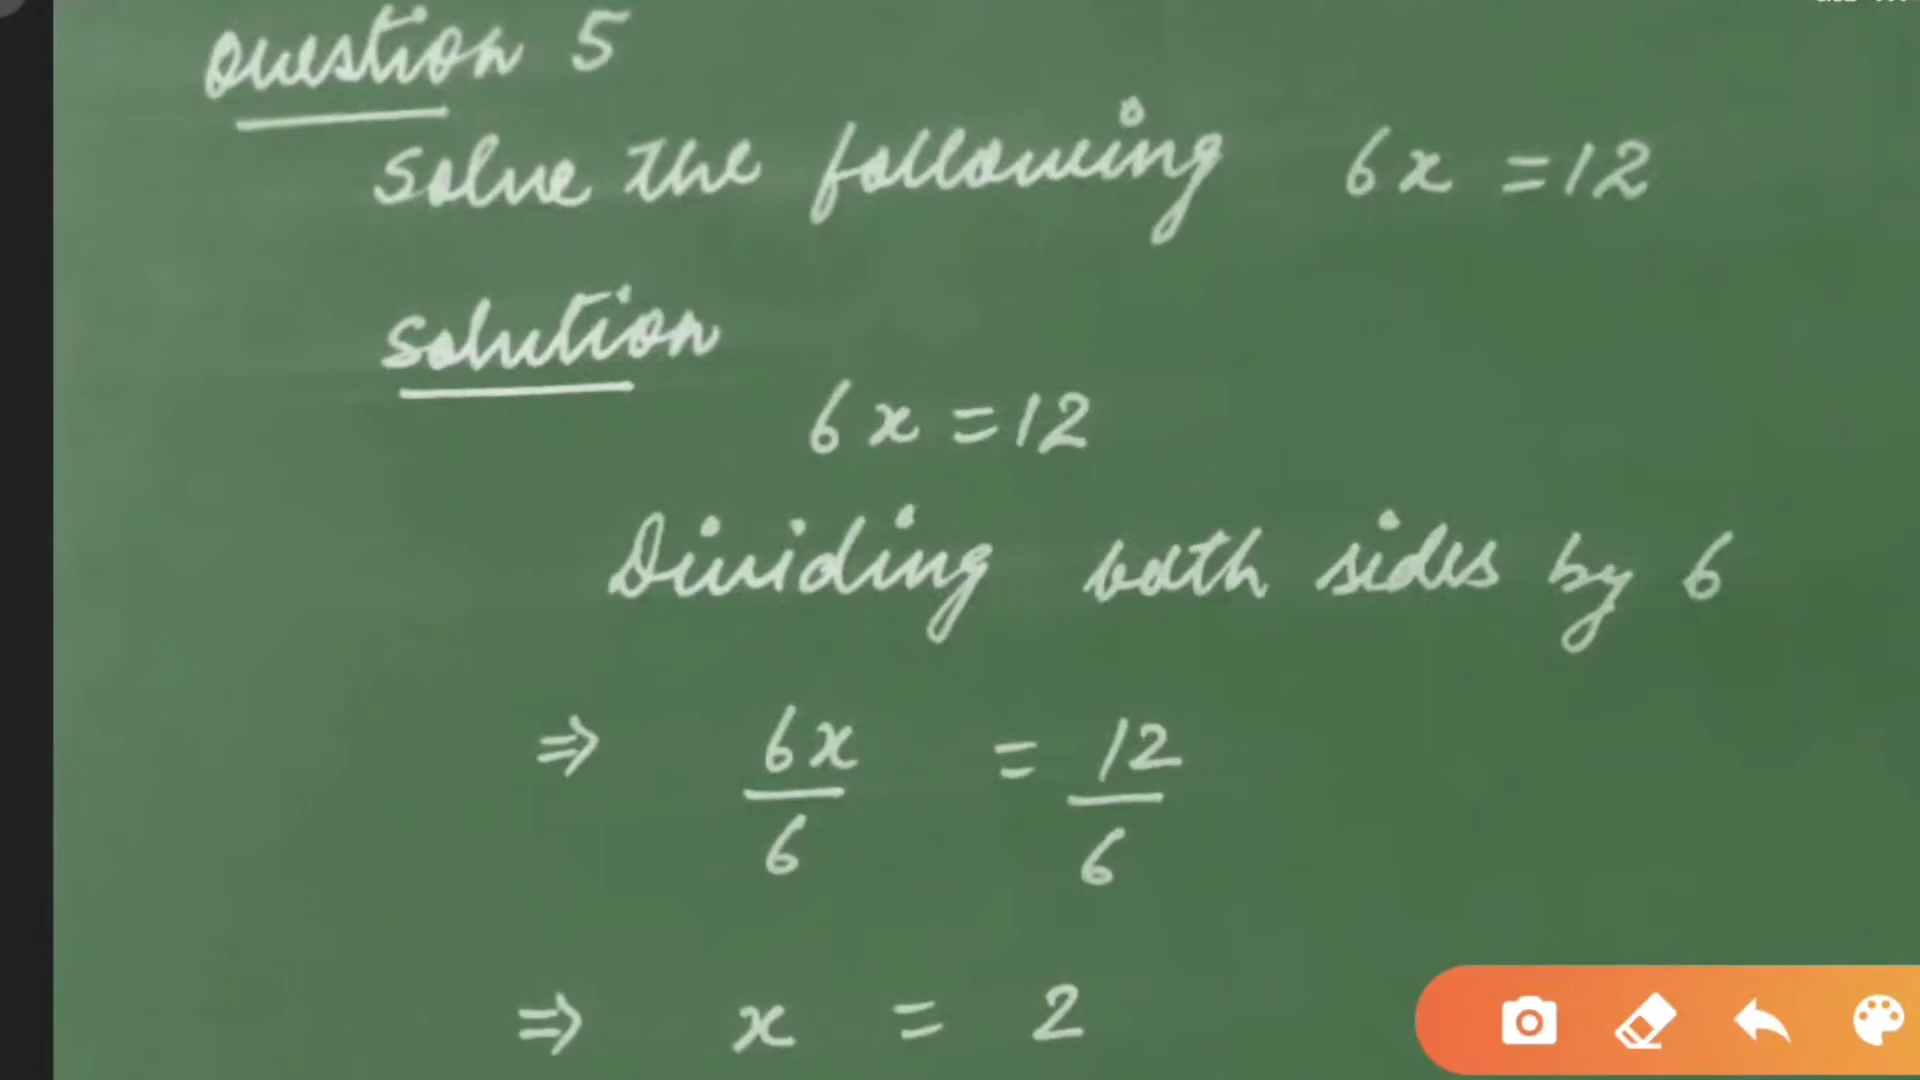 Question 5
Solve the following 6x = 12
Solution
6x = 12
Dividing both sides by 6
⇒ 6x/6 = 12/6
⇒ x = 2